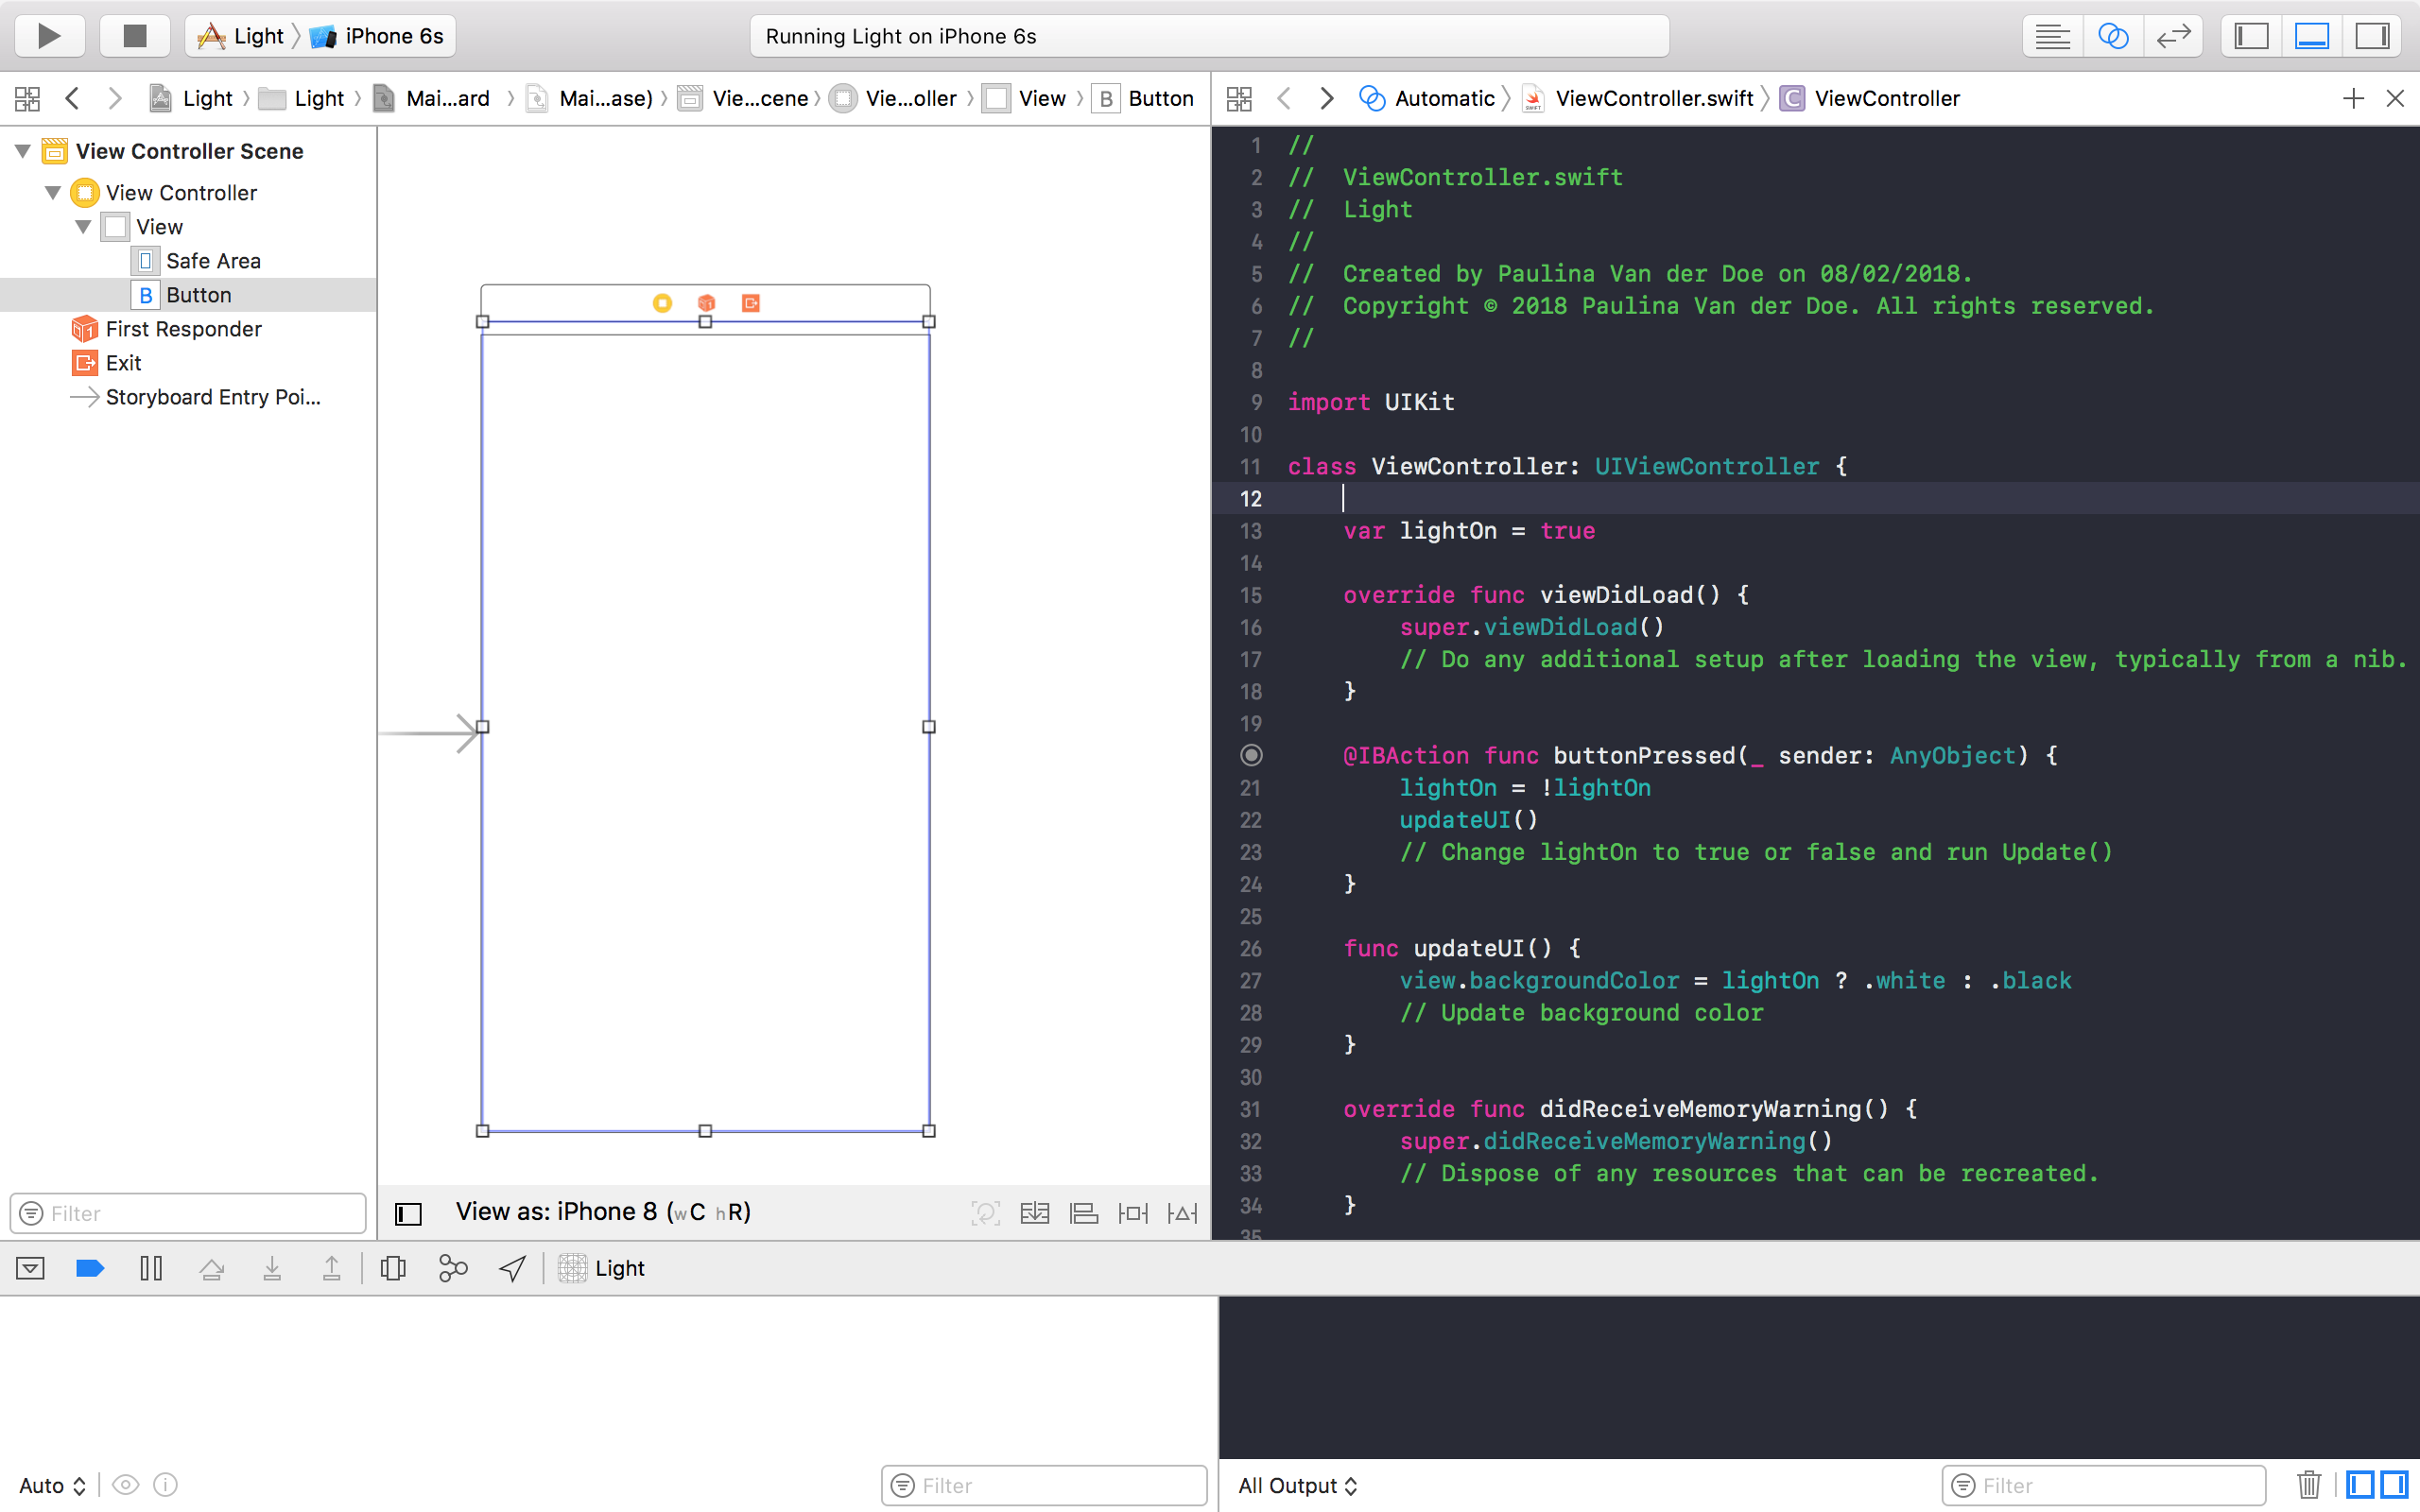 Light iPhone 6s
Running Light on iPhone 6s
Light Light Mai...ard Mai...ase) Vie...cene Vie...oller View B Button
Automatic ViewController.swift C ViewController
View Controller Scene
View Controller
View
Safe Area
B Button
First Responder
Exit
Storyboard Entry Poi...
Filter
View as: iPhone 8 (wC hR)
1 //
2 //  ViewController.swift
3 //  Light
4 //
5 //  Created by Paulina Van der Doe on 08/02/2018.
6 //  Copyright © 2018 Paulina Van der Doe. All rights reserved.
7 //
8
9 import UIKit
10
11 class ViewController: UIViewController {
12
13     var lightOn = true
14
15     override func viewDidLoad() {
16         super.viewDidLoad()
17         // Do any additional setup after loading the view, typically from a nib.
18     }
19
@IBAction func buttonPressed(_ sender: AnyObject) {
21         lightOn = !lightOn
22         updateUI()
23         // Change lightOn to true or false and run Update()
24     }
25
26     func updateUI() {
27         view.backgroundColor = lightOn ? .white : .black
28         // Update background color
29     }
30
31     override func didReceiveMemoryWarning() {
32         super.didReceiveMemoryWarning()
33         // Dispose of any resources that can be recreated.
34     }
35
Light
Auto Filter
All Output Filter